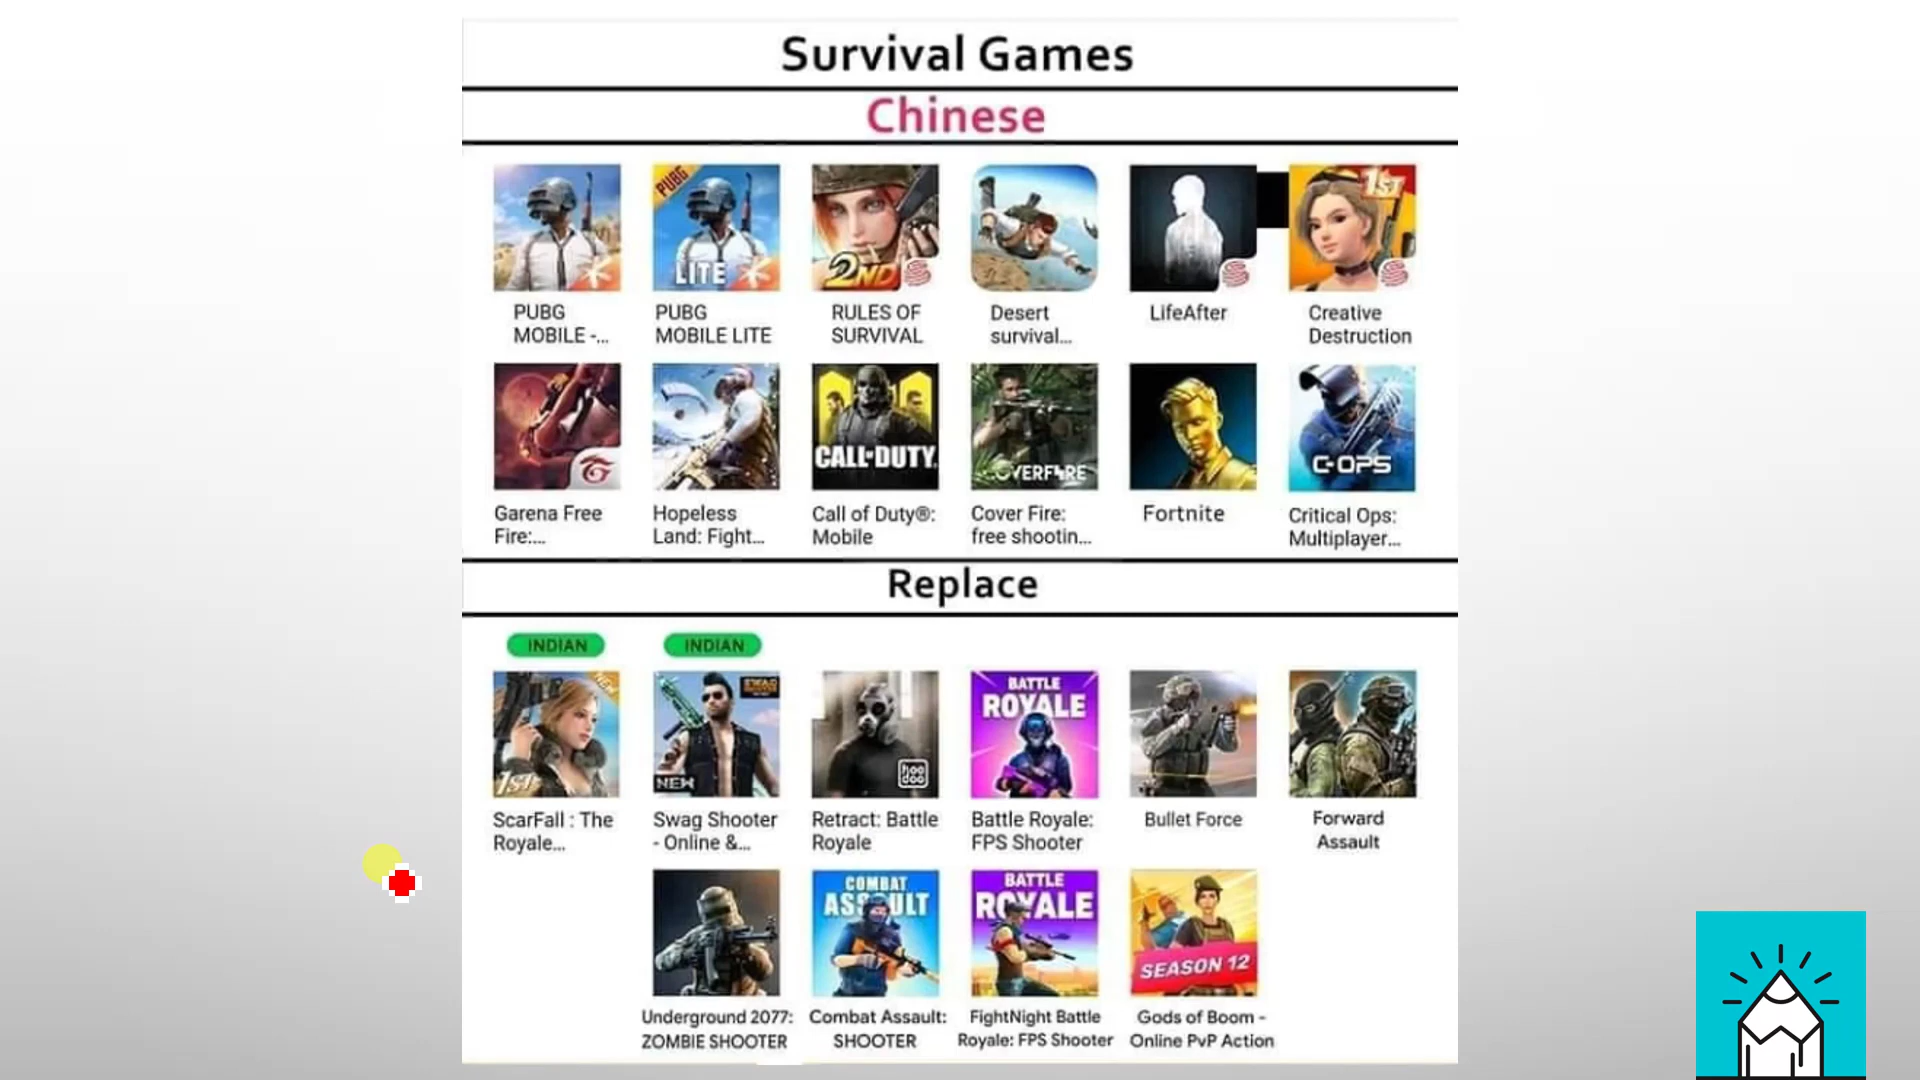 Survival Games
Chinese
PUBG
LITE
2ND
1ST
PUBG
MOBILE -...
PUBG
MOBILE LITE
RULES OF
SURVIVAL
Desert
survival...
LifeAfter
Creative
Destruction
CALL OF DUTY
C-OPS
Garena Free
Fire:...
Hopeless
Land: Fight...
Call of Duty®:
Mobile
Cover Fire:
free shootin...
Fortnite
Critical Ops:
Multiplayer...
Replace
INDIAN
INDIAN
NEW
1ST
NEW
hoo
doo
BATTLE
ROYALE
ScarFall : The
Royale...
Swag Shooter
- Online &...
Retract: Battle
Royale
Battle Royale:
FPS Shooter
Bullet Force
Forward
Assault
COMBAT
ASSAULT
BATTLE
ROYALE
SEASON 12
Underground 2077:
ZOMBIE SHOOTER
Combat Assault:
SHOOTER
FightNight Battle
Royale: FPS Shooter
Gods of Boom -
Online PvP Action